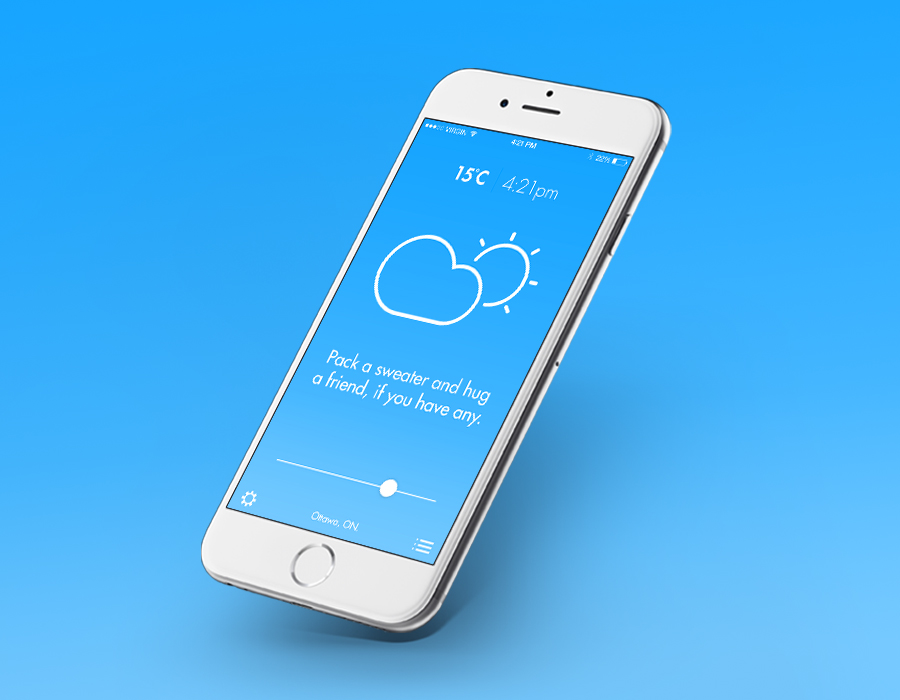 VIRGIN
4:21 PM
22%
15°C
4:21pm
Pack a sweater and hug
a friend, if you have any.
Ottawa, ON.